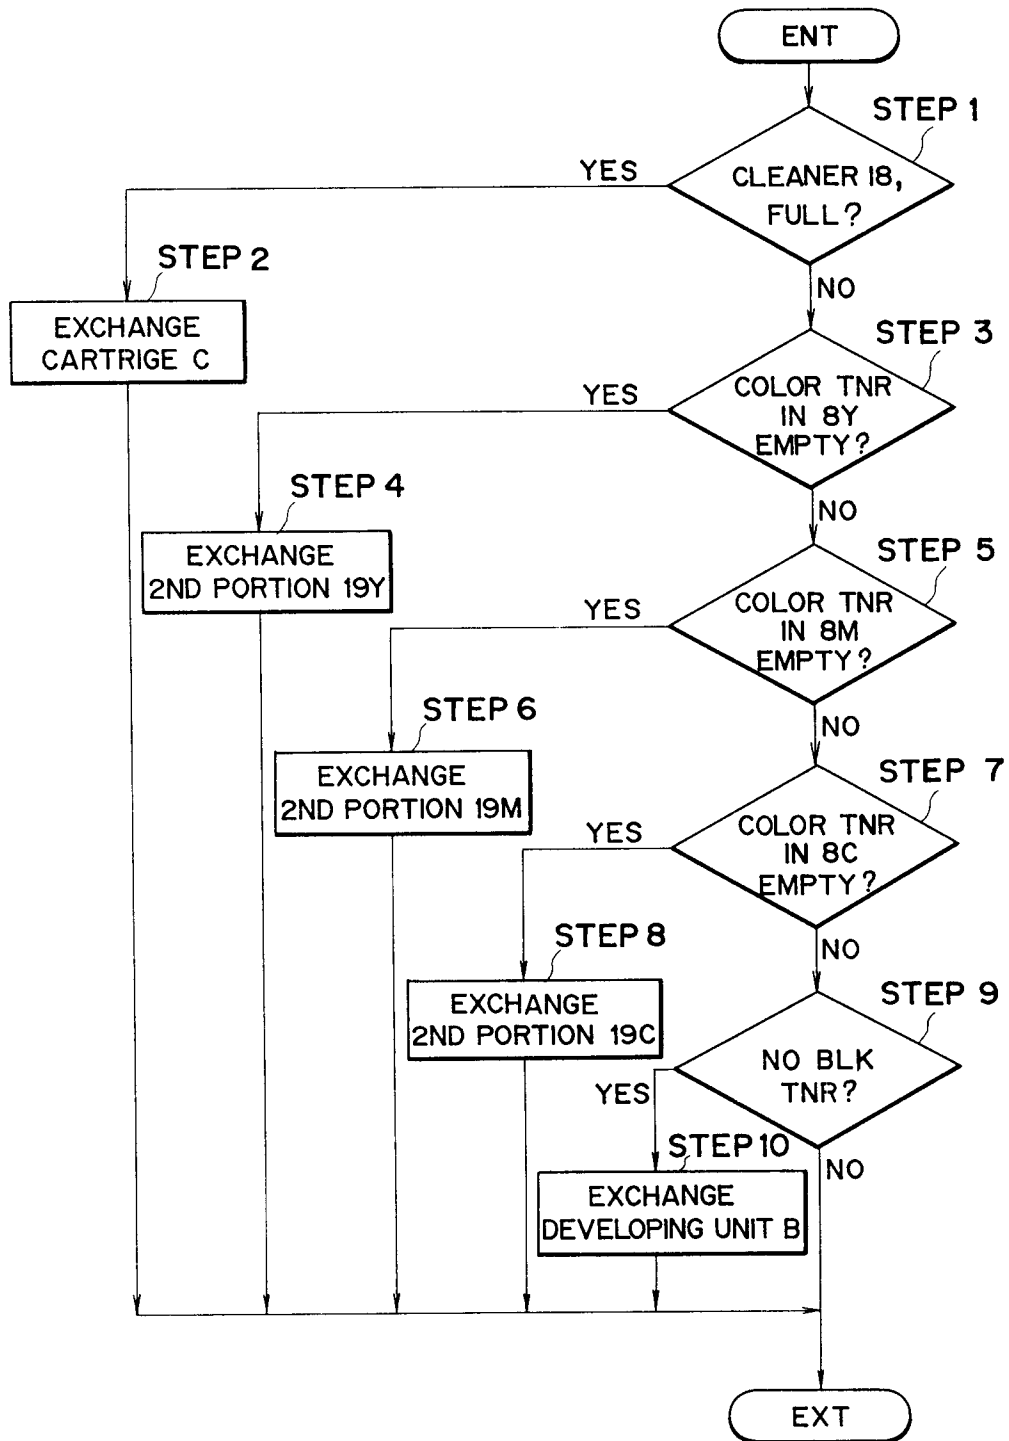 ENT
STEP 1
CLEANER 18,
FULL?
YES
NO
STEP 2
EXCHANGE
CARTRIGE C
STEP 3
COLOR TNR
IN 8Y
EMPTY?
YES
NO
STEP 4
EXCHANGE
2ND PORTION 19Y
STEP 5
COLOR TNR
IN 8M
EMPTY?
YES
NO
STEP 6
EXCHANGE
2ND PORTION 19M
STEP 7
COLOR TNR
IN 8C
EMPTY?
YES
NO
STEP 8
EXCHANGE
2ND PORTION 19C
STEP 9
NO BLK
TNR?
YES
NO
STEP 10
EXCHANGE
DEVELOPING UNIT B
EXT